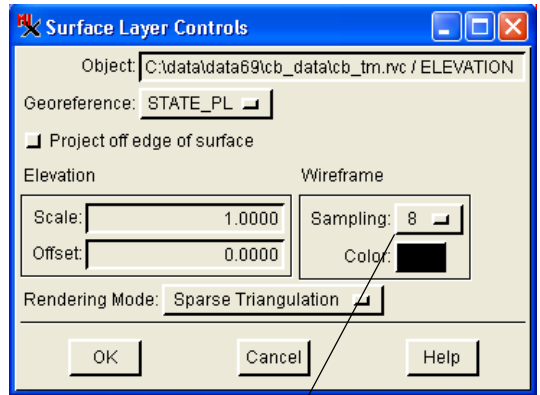 Surface Layer Controls
Object: C:\data\data69\cb_data\cb_tm.rvc / ELEVATION
Georeference: STATE_PL
Project off edge of surface
Elevation
Wireframe
Scale: 1.0000
Sampling: 8
Offset: 0.0000
Color:
Rendering Mode: Sparse Triangulation
OK Cancel Help